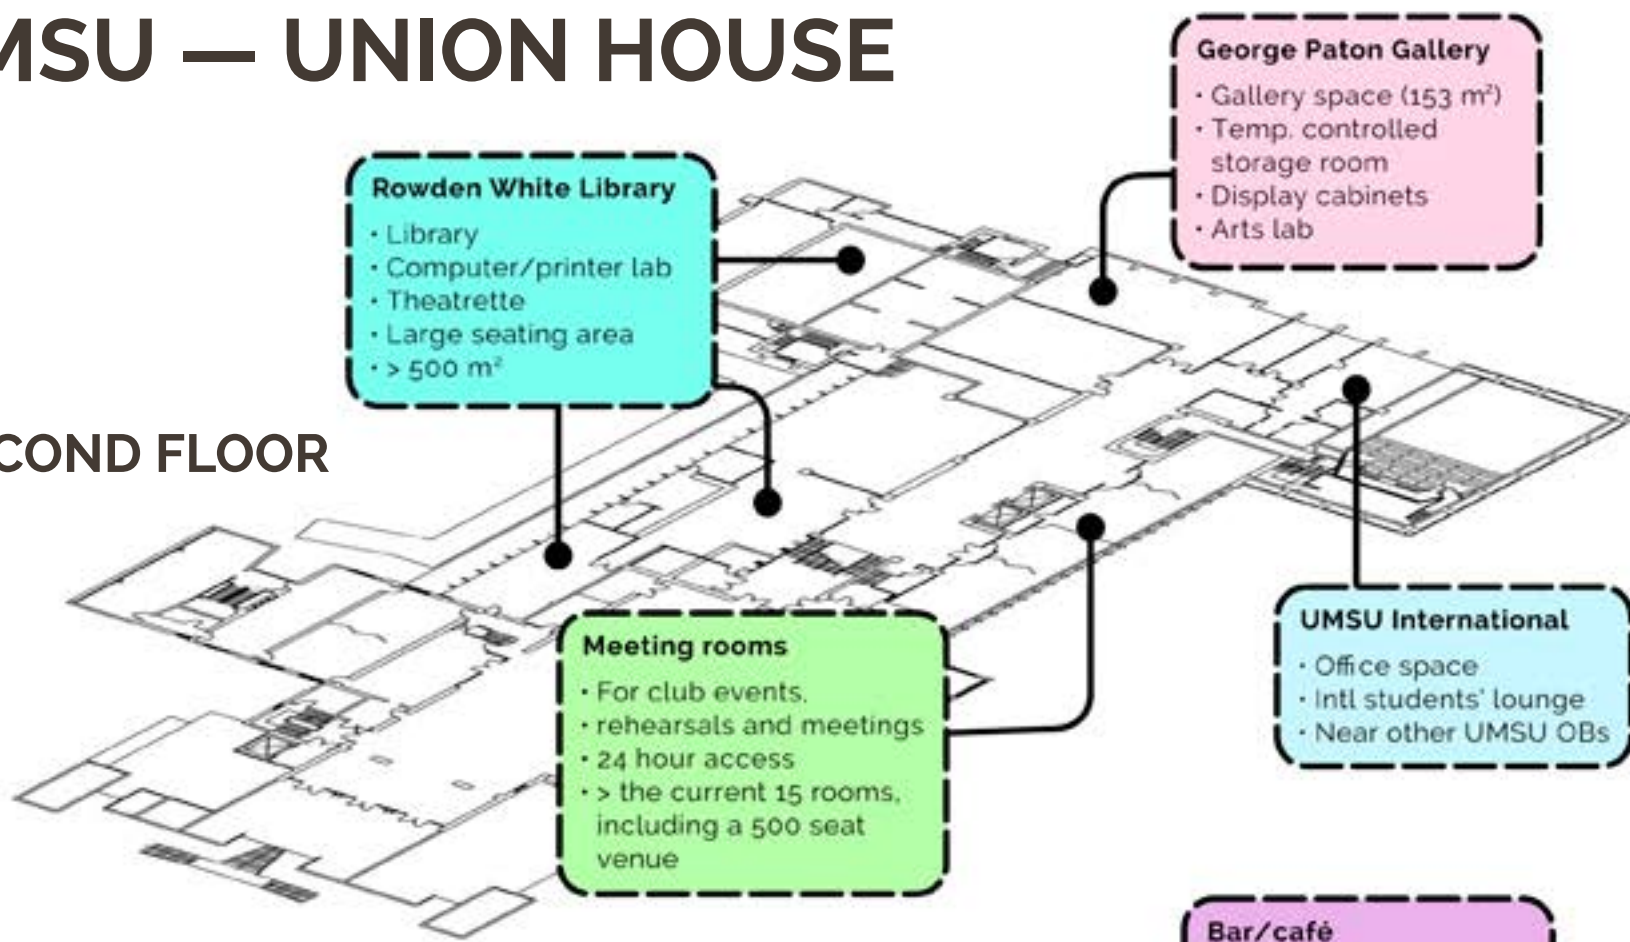 MSU — UNION HOUSE
George Paton Gallery
· Gallery space (153 m²)
· Temp. controlled
storage room
· Display cabinets
· Arts lab
Rowden White Library
· Library
· Computer/printer lab
· Theatrette
· Large seating area
· > 500 m²
COND FLOOR
Meeting rooms
· For club events,
· rehearsals and meetings
· 24 hour access
· > the current 15 rooms,
including a 500 seat
venue
UMSU International
· Office space
· Intl students' lounge
· Near other UMSU OBs
Bar/café